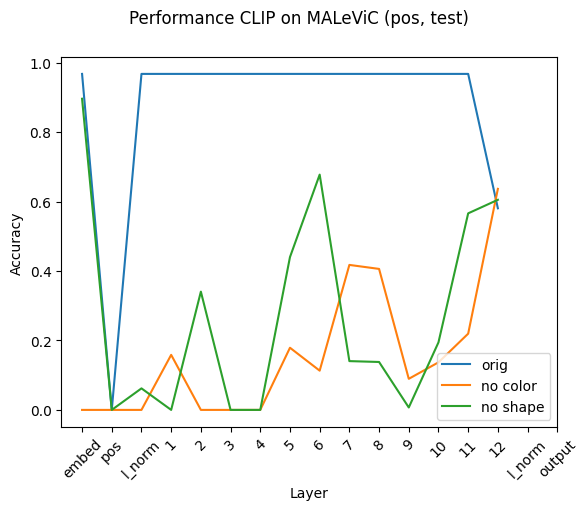 Performance CLIP on MALeViC (pos, test)
Accuracy
1.0
0.8
0.6
0.4
0.2
0.0
orig
no color
no shape
embed pos l_norm 1 2 3 4 5 6 7 8 9 10 11 12 l_norm output
Layer